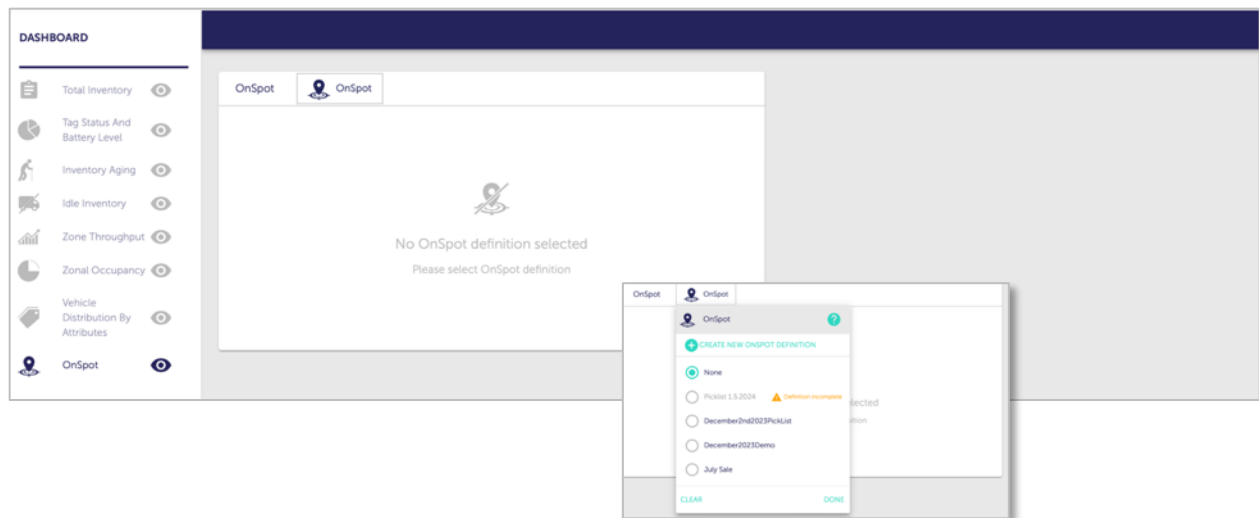 DASHBOARD
Total Inventory
Tag Status And
Battery Level
Inventory Aging
Idle Inventory
Zone Throughput
Zonal Occupancy
Vehicle
Distribution By
Attributes
OnSpot
OnSpot OnSpot
No OnSpot definition selected
Please select OnSpot definition
OnSpot OnSpot
OnSpot ?
CREATE NEW ONSPOT DEFINITION
None
Picklist 1.5.2024 Definition incomplete
lected
December2nd2023PickList
ition
December2023Demo
July Sale
CLEAR DONE